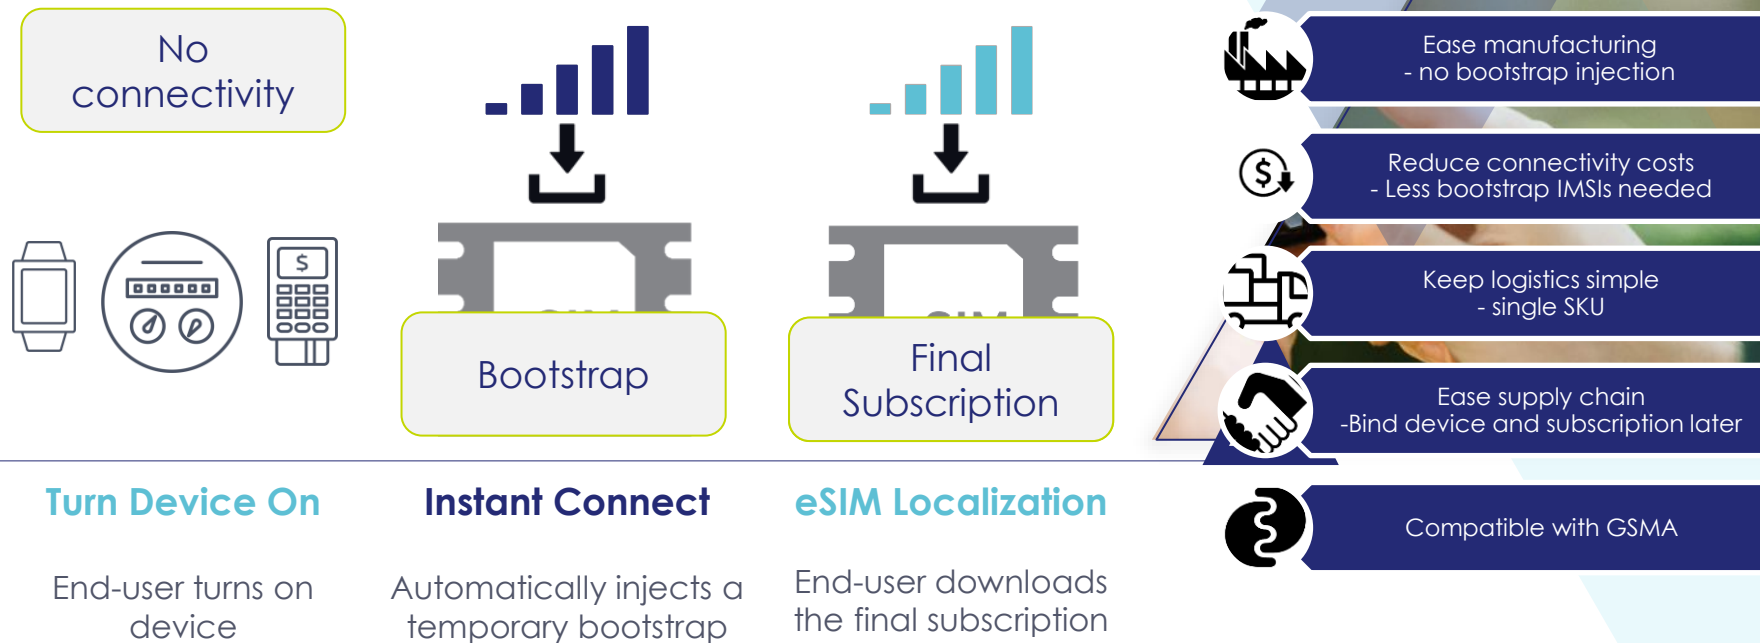 No
connectivity
$
SIM
Bootstrap
SIM
Final
Subscription
Turn Device On
End-user turns on
device
Instant Connect
Automatically injects a
temporary bootstrap
eSIM Localization
End-user downloads
the final subscription
Ease manufacturing
- no bootstrap injection
$
Reduce connectivity costs
- Less bootstrap IMSIs needed
Keep logistics simple
- single SKU
Ease supply chain
-Bind device and subscription later
Compatible with GSMA